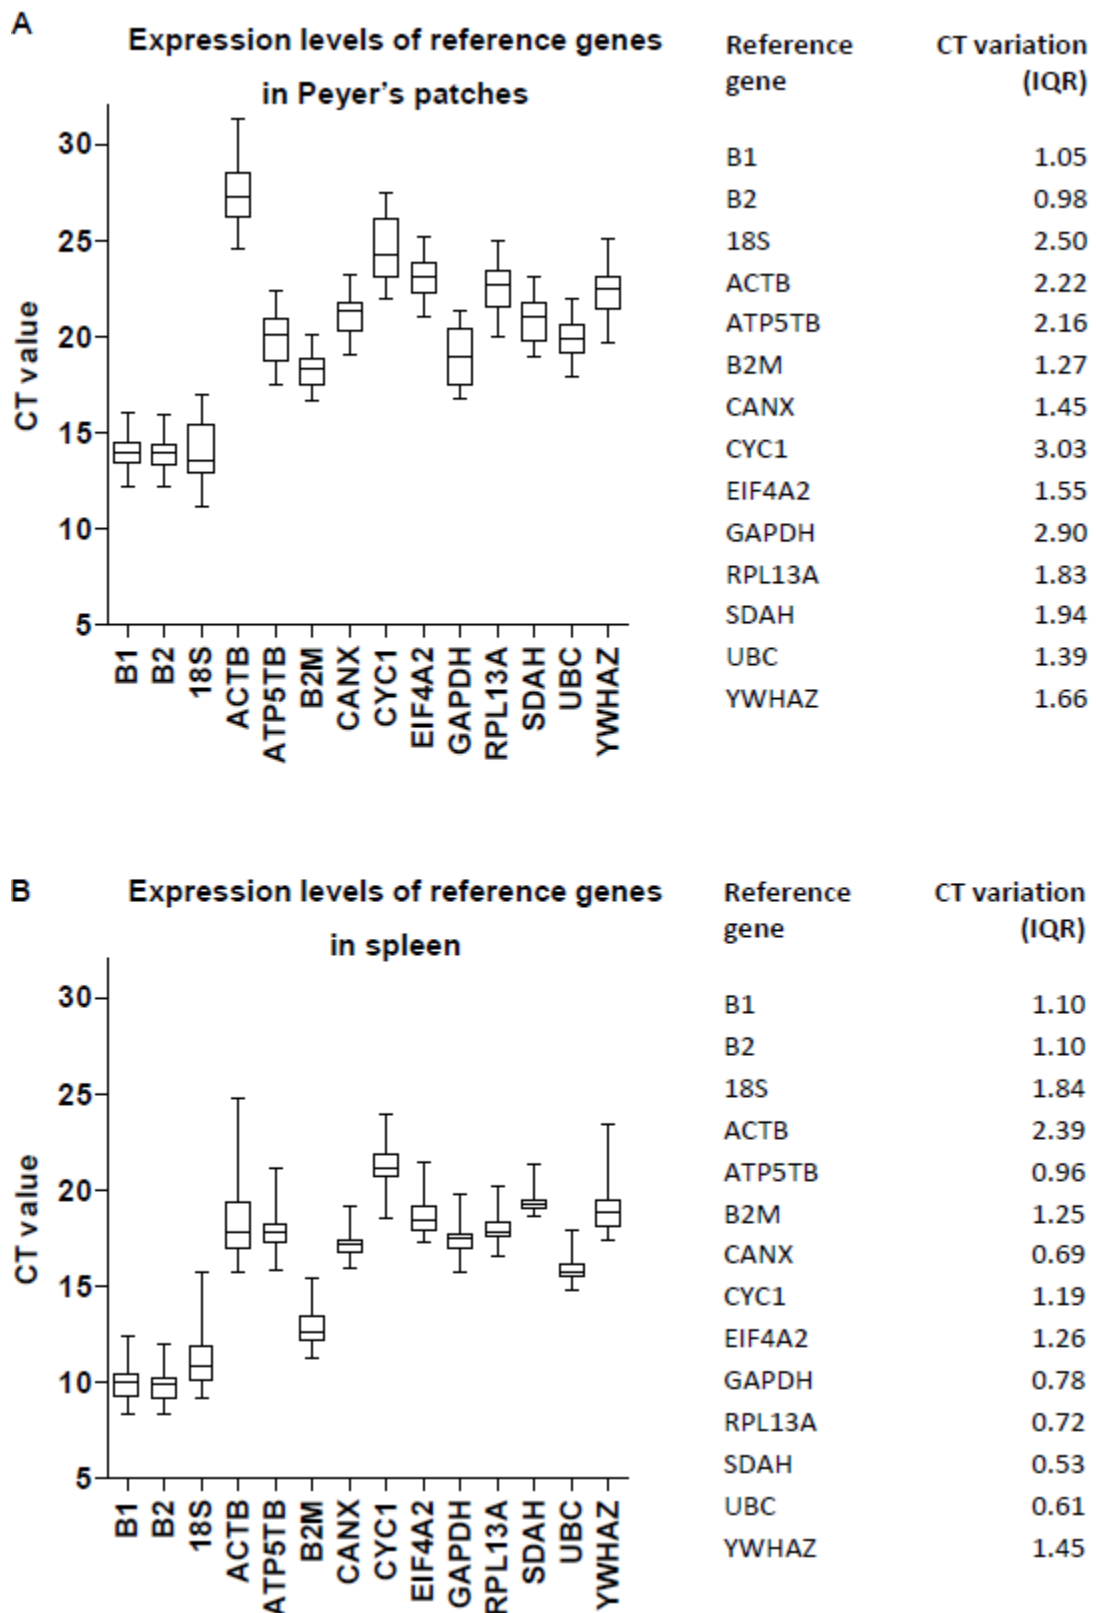 A
Expression levels of reference genes
in Peyer's patches
CT value
30
25
20
15
10
5
B1
B2
18S
ACTB
ATP5TB
B2M
CANX
CYC1
EIF4A2
GAPDH
RPL13A
SDAH
UBC
YWHAZ
Reference CT variation
gene (IQR)
B1 1.05
B2 0.98
18S 2.50
ACTB 2.22
ATP5TB 2.16
B2M 1.27
CANX 1.45
CYC1 3.03
EIF4A2 1.55
GAPDH 2.90
RPL13A 1.83
SDAH 1.94
UBC 1.39
YWHAZ 1.66
B
Expression levels of reference genes
in spleen
CT value
30
25
20
15
10
5
B1
B2
18S
ACTB
ATP5TB
B2M
CANX
CYC1
EIF4A2
GAPDH
RPL13A
SDAH
UBC
YWHAZ
Reference CT variation
gene (IQR)
B1 1.10
B2 1.10
18S 1.84
ACTB 2.39
ATP5TB 0.96
B2M 1.25
CANX 0.69
CYC1 1.19
EIF4A2 1.26
GAPDH 0.78
RPL13A 0.72
SDAH 0.53
UBC 0.61
YWHAZ 1.45